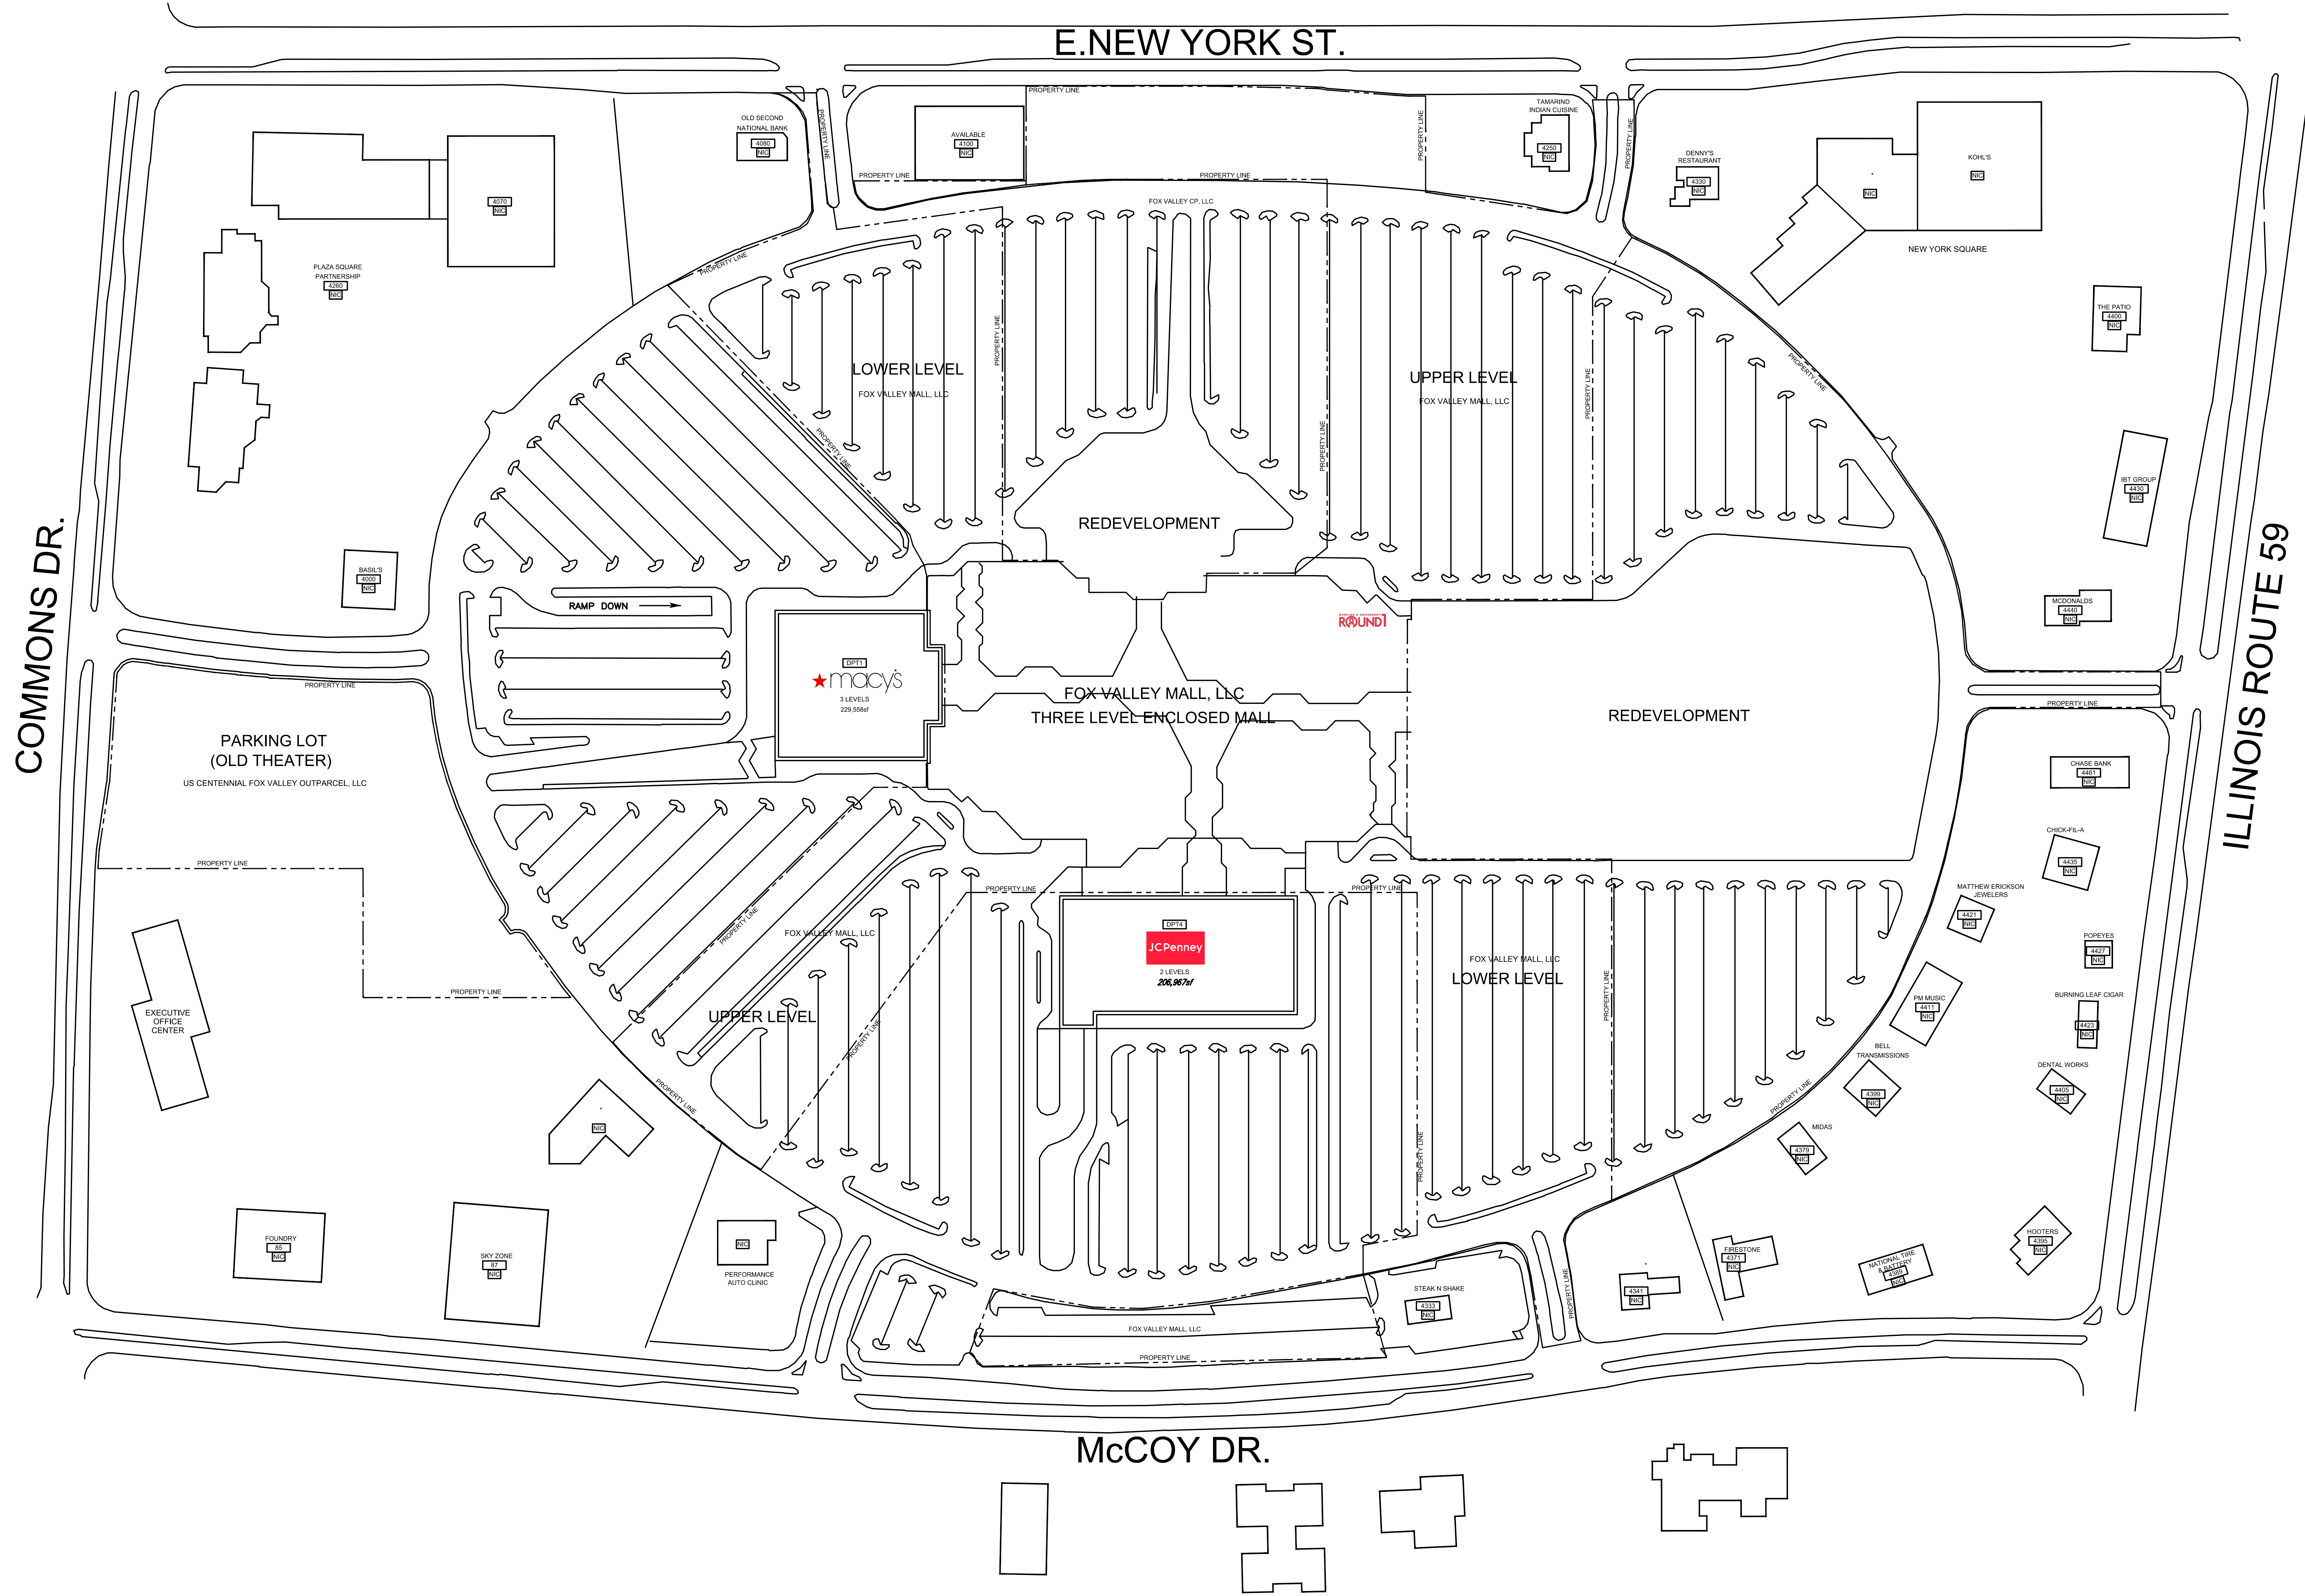 E.NEW YORK ST.
PROPERTY LINE
OLD SECOND
NATIONAL BANK
4080
NIC
PROPERTY LINE
AVAILABLE
4100
NIC
PROPERTY LINE
PROPERTY LINE
PROPERTY LINE
TAMARIND
INDIAN CUISINE
4250
NIC
PROPERTY LINE
DENNY'S
RESTAURANT
4330
NIC
KOHL'S
NIC
NIC
NEW YORK SQUARE
4070
NIC
FOX VALLEY CP, LLC
PLAZA SQUARE
PARTNERSHIP
4260
NIC
PROPERTY LINE
THE PATIO
4400
NIC
PROPERTY LINE
LOWER LEVEL
FOX VALLEY MALL, LLC
PROPERTY LINE
UPPER LEVEL
FOX VALLEY MALL, LLC
PROPERTY LINE
PROPERTY LINE
PROPERTY LINE
IBT GROUP
4430
NIC
REDEVELOPMENT
COMMONS DR.
ILLINOIS ROUTE 59
BASIL'S
4000
NIC
RAMP DOWN
MCDONALDS
4440
NIC
BOWLING & AMUSEMENT
ROUND1
DPT1
macy's
3 LEVELS
229,558sf
FOX VALLEY MALL, LLC
THREE LEVEL ENCLOSED MALL
REDEVELOPMENT
PROPERTY LINE
PROPERTY LINE
PARKING LOT
(OLD THEATER)
US CENTENNIAL FOX VALLEY OUTPARCEL, LLC
CHASE BANK
4461
NIC
CHICK-FIL-A
4435
NIC
PROPERTY LINE
PROPERTY LINE
PROPERTY LINE
MATTHEW ERICKSON
JEWELERS
4421
NIC
PROPERTY LINE
FOX VALLEY MALL, LLC
DPT4
JCPenney
2 LEVELS
206,967sf
FOX VALLEY MALL, LLC
LOWER LEVEL
PROPERTY LINE
POPEYES
4427
NIC
PROPERTY LINE
EXECUTIVE
OFFICE
CENTER
UPPER LEVEL
PROPERTY LINE
PM MUSIC
4411
NIC
BURNING LEAF CIGAR
4423
NIC
BELL
TRANSMISSIONS
4399
NIC
DENTAL WORKS
4405
NIC
PROPERTY LINE
PROPERTY LINE
NIC
MIDAS
4379
NIC
PROPERTY LINE
FOUNDRY
85
NIC
SKY ZONE
87
NIC
NIC
PERFORMANCE
AUTO CLINIC
HOOTERS
4395
NIC
FIRESTONE
4371
NIC
NATIONAL TIRE
& BATTERY
4389
NIC
4341
NIC
PROPERTY LINE
STEAK N SHAKE
4333
NIC
FOX VALLEY MALL, LLC
PROPERTY LINE
McCOY DR.